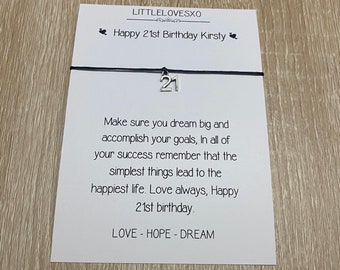 LITTLELOVESXO
Happy 21st Birthday Kirsty
21
Make sure you dream big and
accomplish your goals, In all of
your success remember that the
simplest things lead to the
happiest life. Love always, Happy
21st birthday.
LOVE - HOPE - DREAM